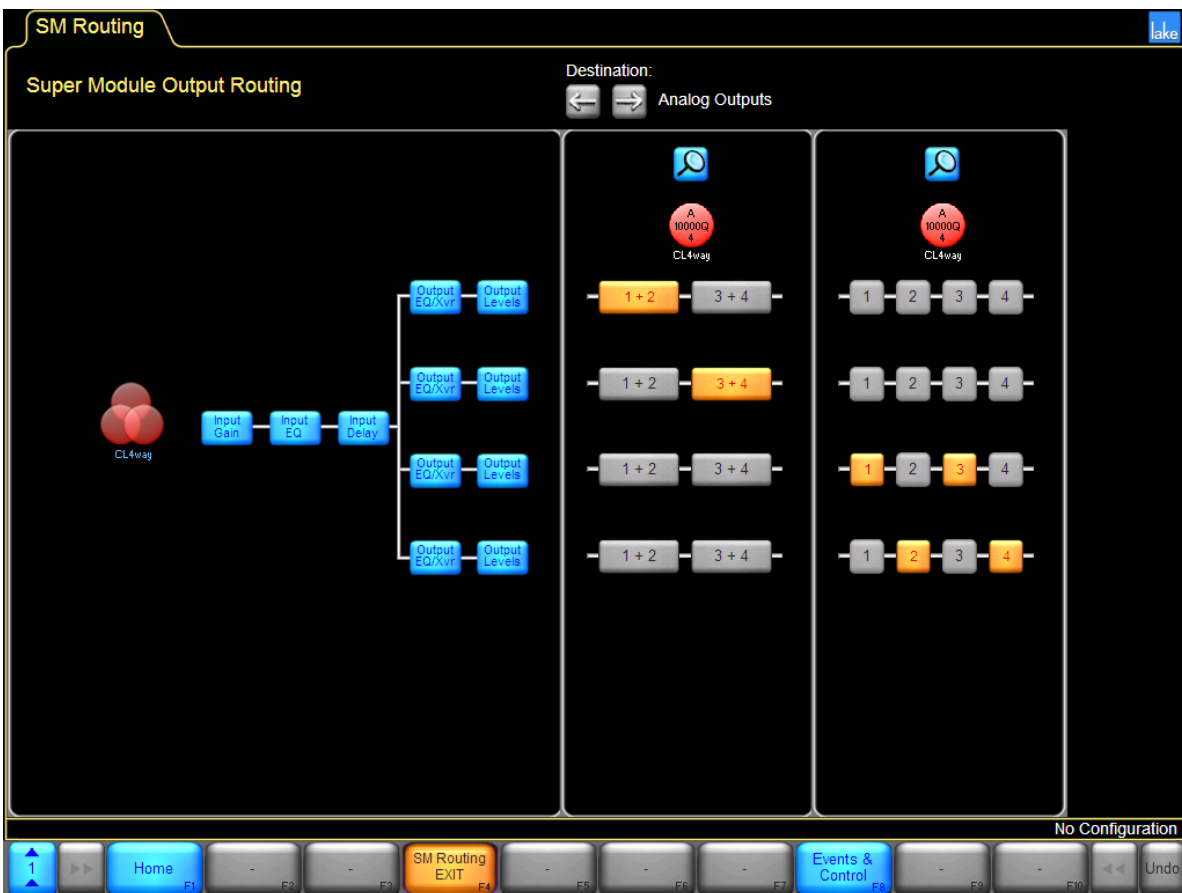 SM Routing
lake
Super Module Output Routing
Destination:
Analog Outputs
A
10000Q
4
CL4way
A
10000Q
4
CL4way
Output
EQ/Xvr
Output
Levels
1 + 2
3 + 4
1
2
3
4
Output
EQ/Xvr
Output
Levels
1 + 2
3 + 4
1
2
3
4
CL4way
Input
Gain
Input
EQ
Input
Delay
Output
EQ/Xvr
Output
Levels
1 + 2
3 + 4
1
2
3
4
Output
EQ/Xvr
Output
Levels
1 + 2
3 + 4
1
2
3
4
No Configuration
1
Home
F1
-
F2
-
F3
SM Routing
EXIT
F4
-
F5
-
F6
-
F7
Events &
Control
F8
-
F9
-
F10
Undo